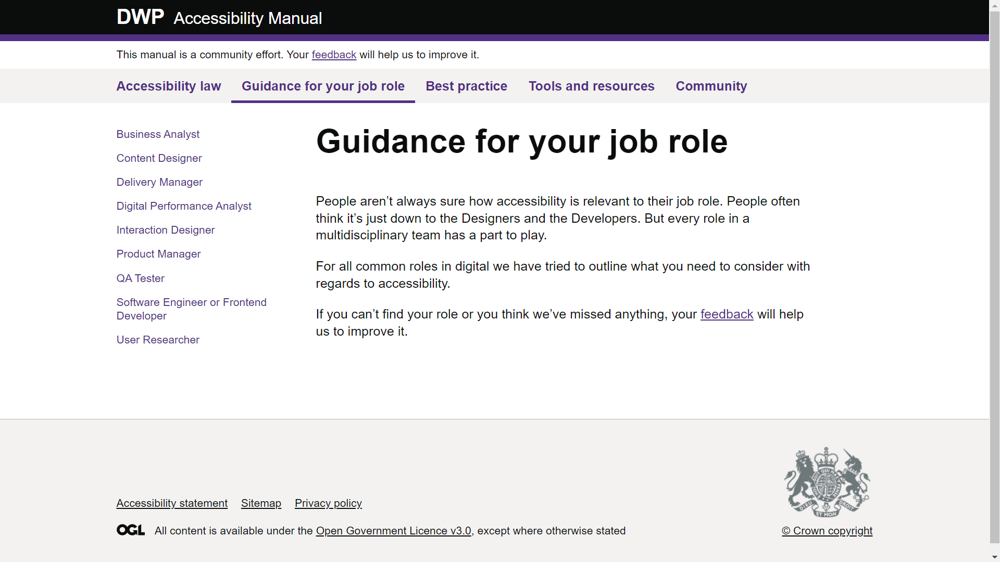 DWP Accessibility Manual
This manual is a community effort. Your feedback will help us to improve it.
Accessibility law Guidance for your job role Best practice Tools and resources Community
Business Analyst
Content Designer
Delivery Manager
Digital Performance Analyst
Interaction Designer
Product Manager
QA Tester
Software Engineer or Frontend
Developer
User Researcher
Guidance for your job role
People aren’t always sure how accessibility is relevant to their job role. People often
think it’s just down to the Designers and the Developers. But every role in a
multidisciplinary team has a part to play.
For all common roles in digital we have tried to outline what you need to consider with
regards to accessibility.
If you can’t find your role or you think we’ve missed anything, your feedback will help
us to improve it.
Accessibility statement Sitemap Privacy policy
OGL All content is available under the Open Government Licence v3.0, except where otherwise stated
DIEU ET MON DROIT
© Crown copyright